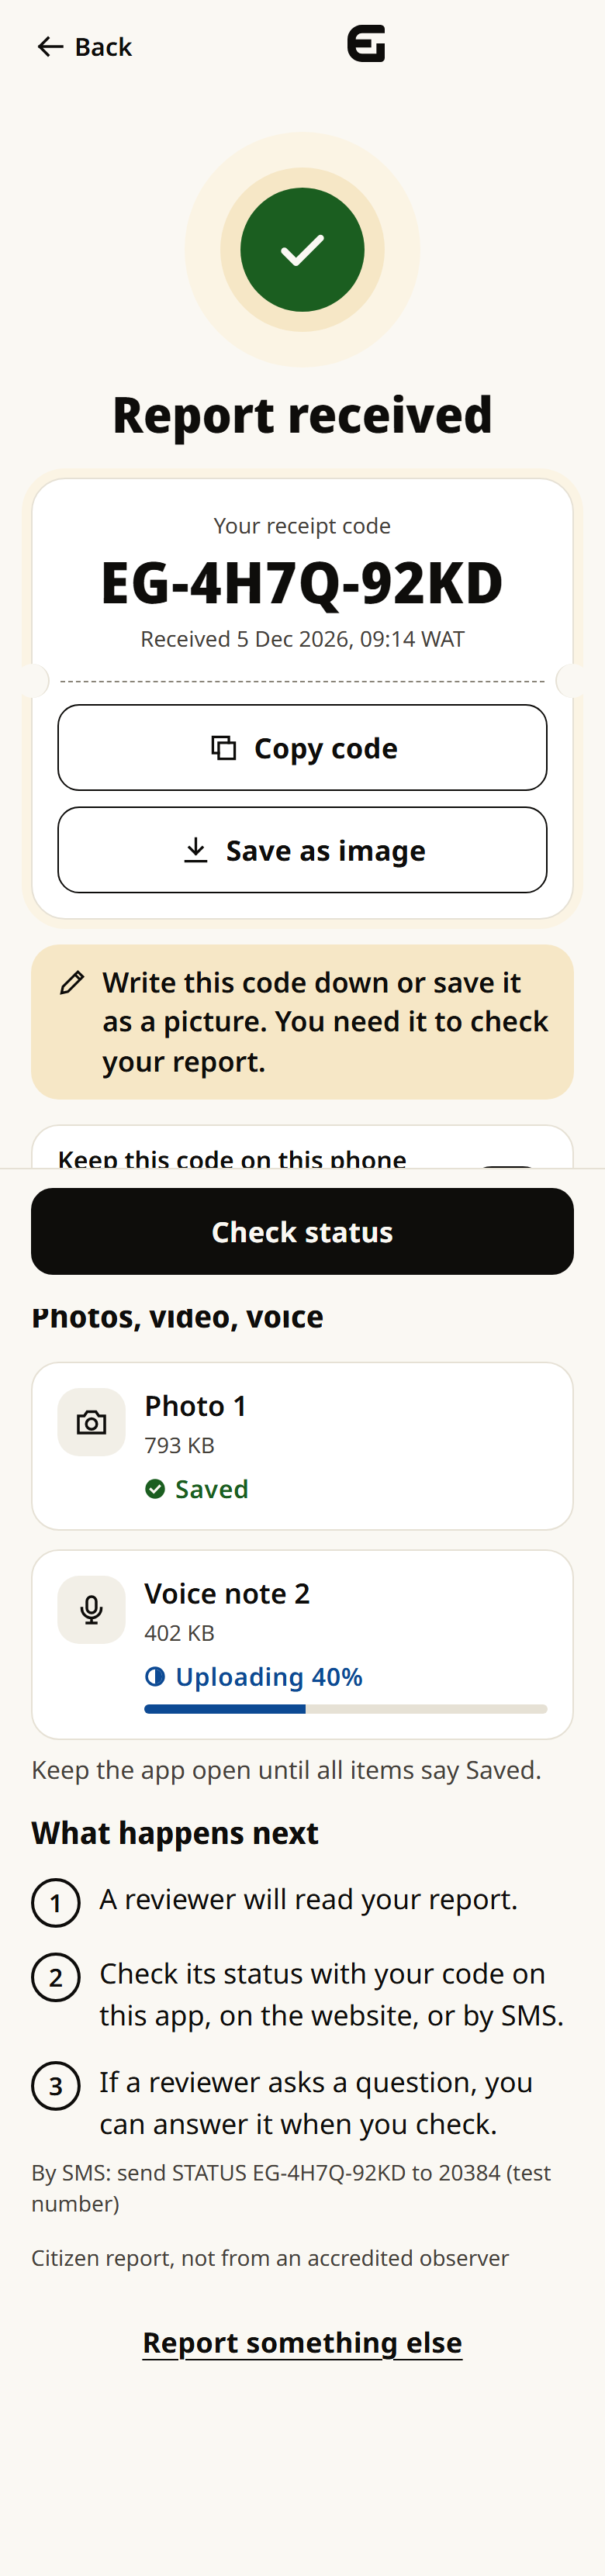 Back
Report received
Your receipt code
EG-4H7Q-92KD
Received 5 Dec 2026, 09:14 WAT
Copy code
Save as image
Write this code down or save it
as a picture. You need it to check
your report.
Keep this code on this phone
Check status
Photos, video, voice
Photo 1
793 KB
Saved
Voice note 2
402 KB
Uploading 40%
Keep the app open until all items say Saved.
What happens next
1 A reviewer will read your report.
2 Check its status with your code on
this app, on the website, or by SMS.
3 If a reviewer asks a question, you
can answer it when you check.
By SMS: send STATUS EG-4H7Q-92KD to 20384 (test
number)
Citizen report, not from an accredited observer
Report something else